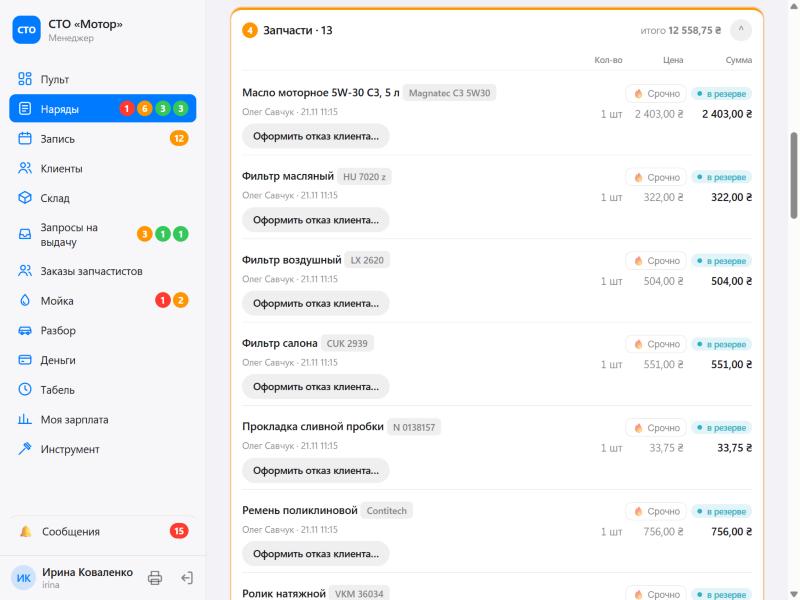 СТО
СТО «Мотор»
Менеджер
Пульт
Наряды 1 6 3 3
Запись 12
Клиенты
Склад
Запросы на выдачу 3 1 1
Заказы запчастистов
Мойка 1 2
Разбор
Деньги
Табель
Моя зарплата
Инструмент
Сообщения 15
ИК
Ирина Коваленко
irina
4 Запчасти · 13 итого 12 558,75 ₴
Кол-во Цена Сумма
Масло моторное 5W-30 C3, 5 л Magnatec C3 5W30 Срочно в резерве
Олег Савчук · 21.11 11:15 1 шт 2 403,00 ₴ 2 403,00 ₴
Оформить отказ клиента...
Фильтр масляный HU 7020 z Срочно в резерве
Олег Савчук · 21.11 11:15 1 шт 322,00 ₴ 322,00 ₴
Оформить отказ клиента...
Фильтр воздушный LX 2620 Срочно в резерве
Олег Савчук · 21.11 11:15 1 шт 504,00 ₴ 504,00 ₴
Оформить отказ клиента...
Фильтр салона CUK 2939 Срочно в резерве
Олег Савчук · 21.11 11:15 1 шт 551,00 ₴ 551,00 ₴
Оформить отказ клиента...
Прокладка сливной пробки N 0138157 Срочно в резерве
Олег Савчук · 21.11 11:15 1 шт 33,75 ₴ 33,75 ₴
Оформить отказ клиента...
Ремень поликлиновой Contitech Срочно в резерве
Олег Савчук · 21.11 11:15 1 шт 756,00 ₴ 756,00 ₴
Оформить отказ клиента...
Ролик натяжной VKM 36034 Срочно в резерве